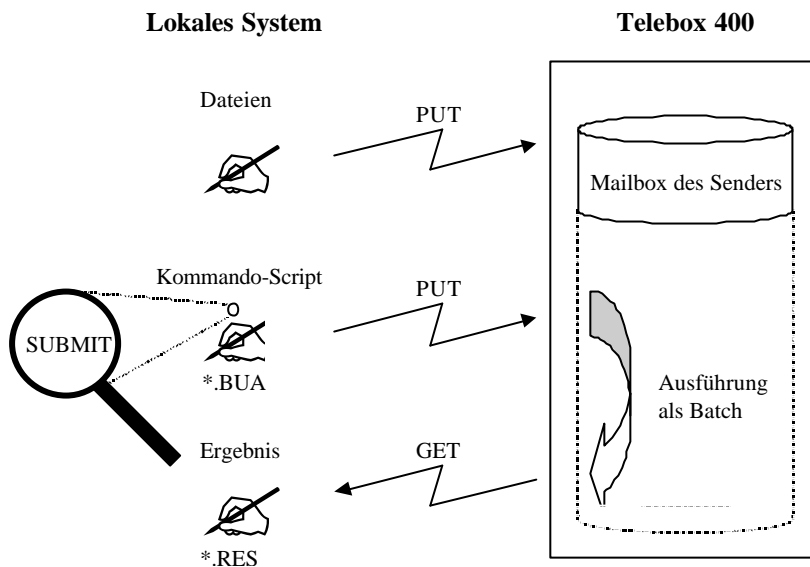 Lokales System
Telebox 400
Dateien
PUT
Mailbox des Senders
Kommando-Script
PUT
SUBMIT
*.BUA
Ausführung
als Batch
Ergebnis
GET
*.RES